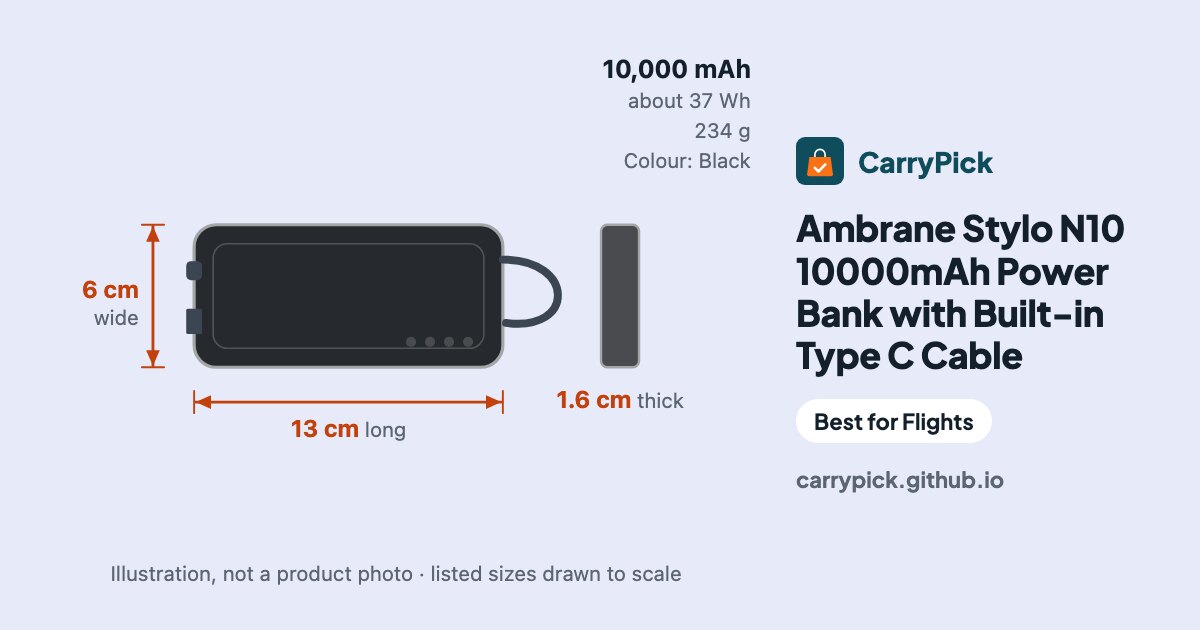 10,000 mAh
about 37 Wh
234 g
Colour: Black
6 cm
wide
13 cm long
1.6 cm thick
CarryPick
Ambrane Stylo N10
10000mAh Power
Bank with Built-in
Type C Cable
Best for Flights
carrypick.github.io
Illustration, not a product photo · listed sizes drawn to scale